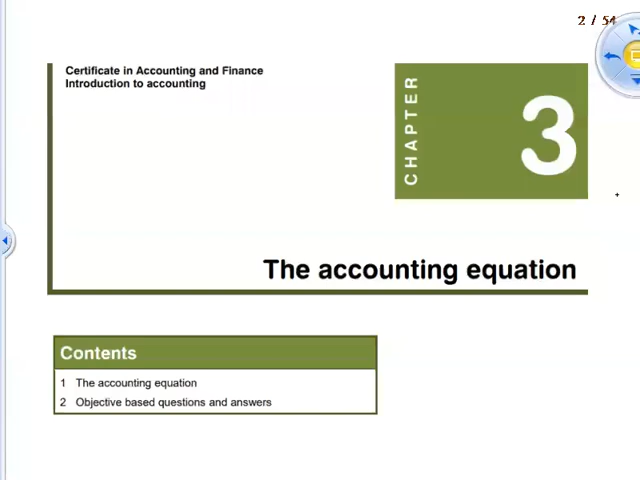 2 / 54
Certificate in Accounting and Finance
Introduction to accounting
CHAPTER
3
The accounting equation
Contents
1 The accounting equation
2 Objective based questions and answers